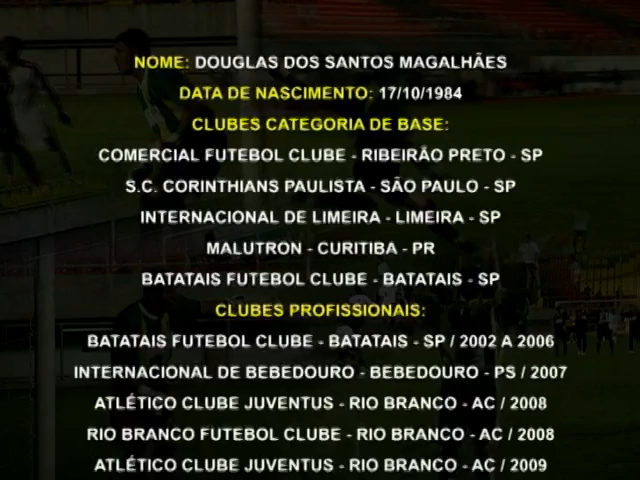 NOME: DOUGLAS DOS SANTOS MAGALHÃES
DATA DE NASCIMENTO: 17/10/1984
CLUBES CATEGORIA DE BASE:
COMERCIAL FUTEBOL CLUBE - RIBEIRÃO PRETO - SP
S.C. CORINTHIANS PAULISTA - SÃO PAULO - SP
INTERNACIONAL DE LIMEIRA - LIMEIRA - SP
MALUTRON - CURITIBA - PR
BATATAIS FUTEBOL CLUBE - BATATAIS - SP
CLUBES PROFISSIONAIS:
BATATAIS FUTEBOL CLUBE - BATATAIS - SP / 2002 A 2006
INTERNACIONAL DE BEBEDOURO - BEBEDOURO - PS / 2007
ATLÉTICO CLUBE JUVENTUS - RIO BRANCO - AC / 2008
RIO BRANCO FUTEBOL CLUBE - RIO BRANCO - AC / 2008
ATLÉTICO CLUBE JUVENTUS - RIO BRANCO - AC / 2009